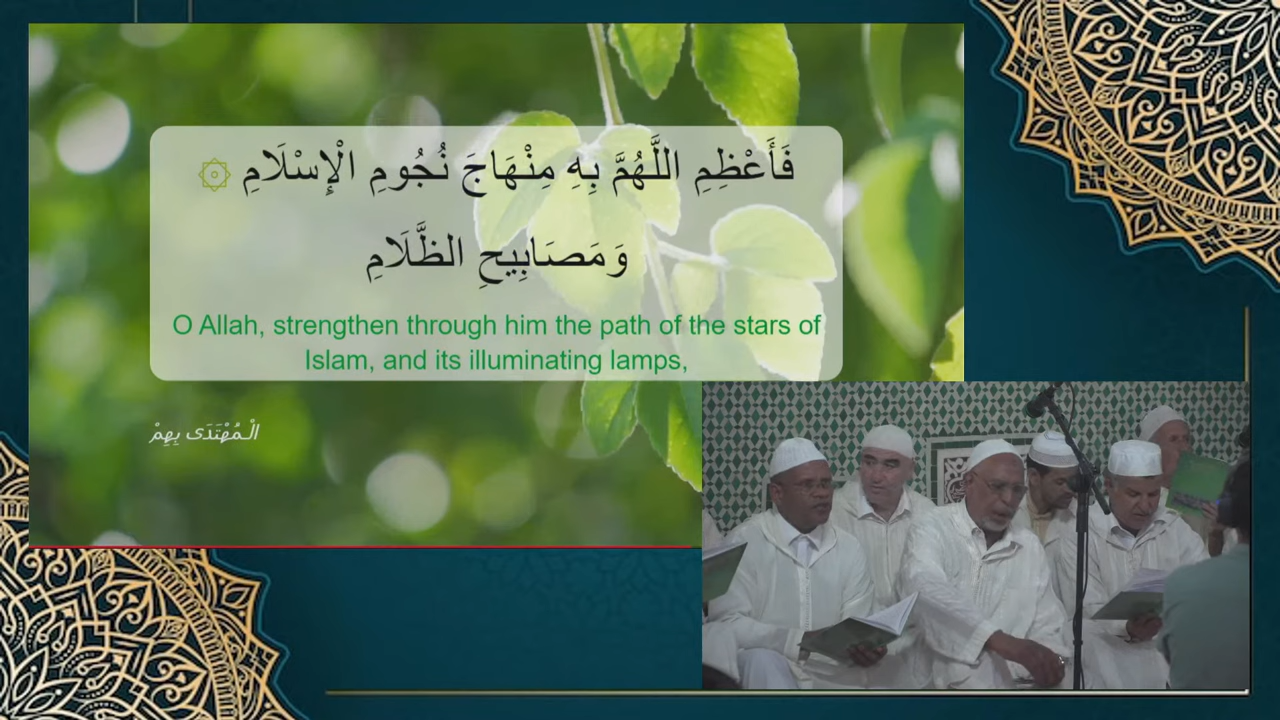 فَأَعْظِمِ اللَّهُمَّ بِهِ مِنْهَاجَ نُجُومِ الْإِسْلَامِ ۞
وَمَصَابِيحِ الظَّلَامِ
O Allah, strengthen through him the path of the stars of
Islam, and its illuminating lamps,
الْمُهْتَدَى بِهِمْ